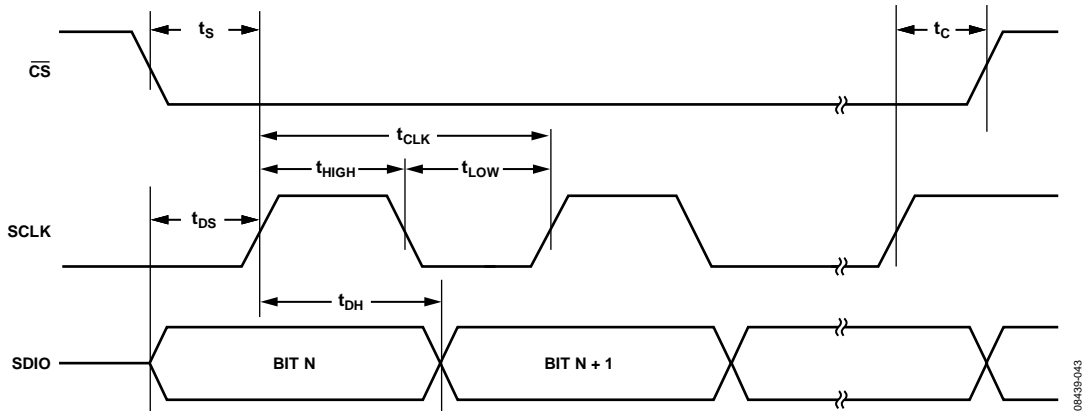 tS
tC
CS
tCLK
tHIGH
tLOW
tDS
SCLK
tDH
SDIO
BIT N
BIT N + 1
08439-043